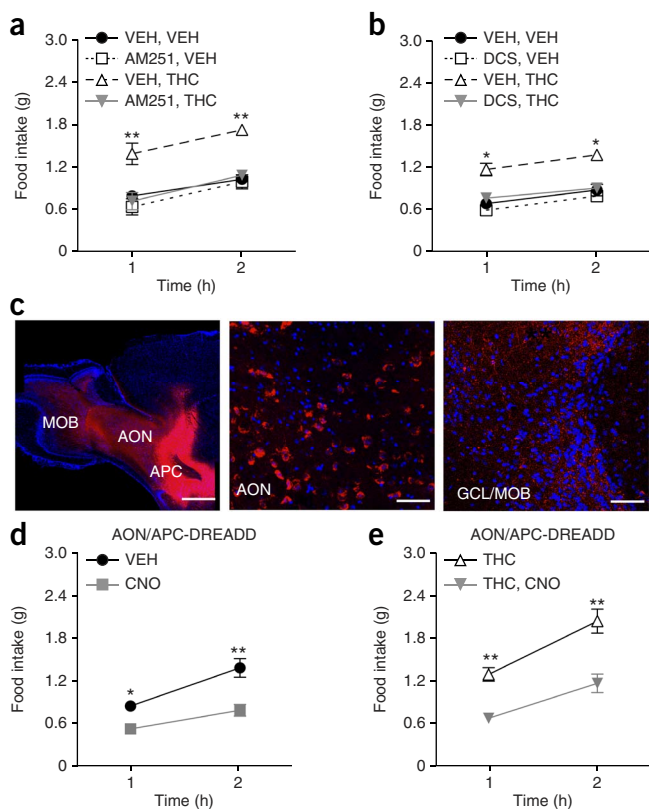 a
3.0
2.4
1.8
1.2
0.6
0
Food intake (g)
VEH, VEH
AM251, VEH
VEH, THC
AM251, THC
**
**
1
2
Time (h)
b
3.0
2.4
1.8
1.2
0.6
0
Food intake (g)
VEH, VEH
DCS, VEH
VEH, THC
DCS, THC
*
*
1
2
Time (h)
c
MOB
AON
APC
AON
GCL/MOB
d
AON/APC-DREADD
3.0
2.4
1.8
1.2
0.6
0
Food intake (g)
VEH
CNO
*
**
1
2
Time (h)
e
AON/APC-DREADD
3.0
2.4
1.8
1.2
0.6
0
Food intake (g)
THC
THC, CNO
**
**
1
2
Time (h)